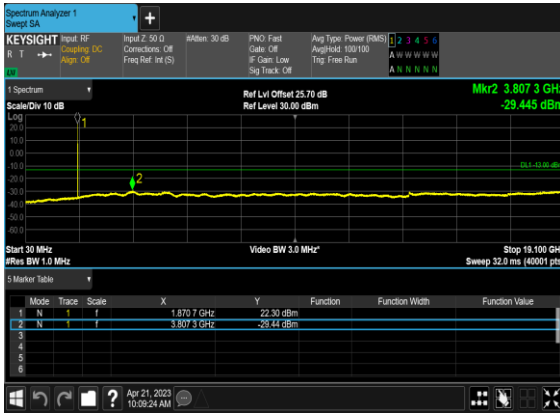 Spectrum Analyzer 1
Swept SA
+
KEYSIGHT
R T
LW
Input: RF
Coupling: DC
Align: Off
Input Z: 50 Ω
Corrections: Off
Freq Ref: Int (S)
#Atten: 30 dB
PNO: Fast
Gate: Off
IF Gain: Low
Sig Track: Off
Avg Type: Power (RMS)
Avg|Hold: 100/100
Trig: Free Run
1 2 3 4 5 6
A W W W W W
A N N N N N
1 Spectrum
Scale/Div 10 dB
Ref Lvl Offset 25.70 dB
Ref Level 30.00 dBm
Mkr2 3.807 3 GH
-29.445 dBn
Log
20.0
10.0
0.00
-10.0
-20.0
-30.0
-40.0
-50.0
-60.0
1
2
DL1 -13.00 dB
Start 30 MHz
#Res BW 1.0 MHz
Video BW 3.0 MHz*
Stop 19.100 GH
Sweep 32.0 ms (40001 pts
5 Marker Table
Mode Trace Scale X Y Function Function Width Function Value
1 N 1 f 1.870 7 GHz 22.30 dBm
2 N 1 f 3.807 3 GHz -29.44 dBm
3
4
5
6
?
Apr 21, 2023
10:09:24 AM